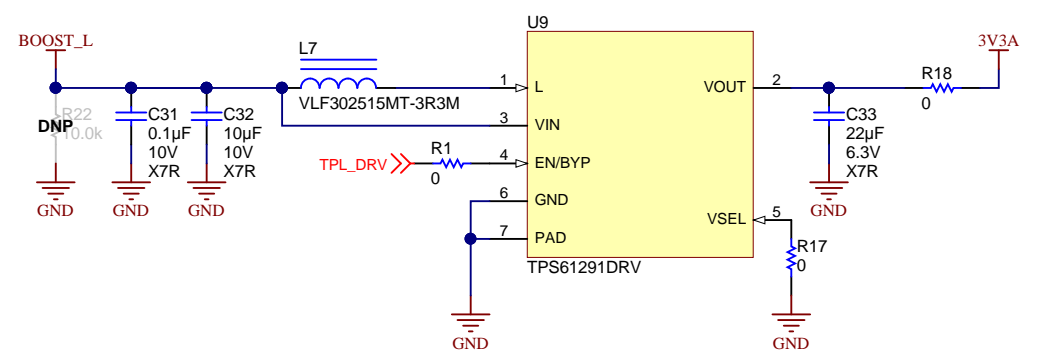 BOOST_L
R22
10.0k
DNP
GND
C31
0.1µF
10V
X7R
GND
C32
10µF
10V
X7R
GND
L7
VLF302515MT-3R3M
TPL_DRV
R1
0
U9
1
L
3
VIN
4
EN/BYP
6
GND
7
PAD
VOUT
2
VSEL
5
TPS61291DRV
GND
C33
22µF
6.3V
X7R
GND
R18
0
3V3A
R17
0
GND